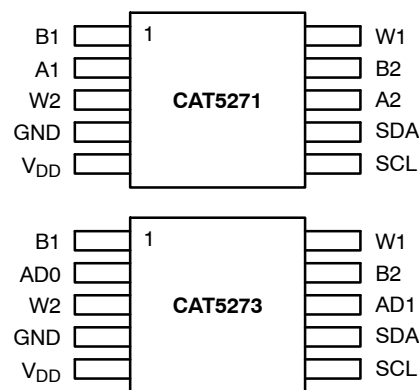 B1 1 W1
A1 B2
W2 CAT5271 A2
GND SDA
VDD SCL
B1 1 W1
AD0 B2
W2 CAT5273 AD1
GND SDA
VDD SCL